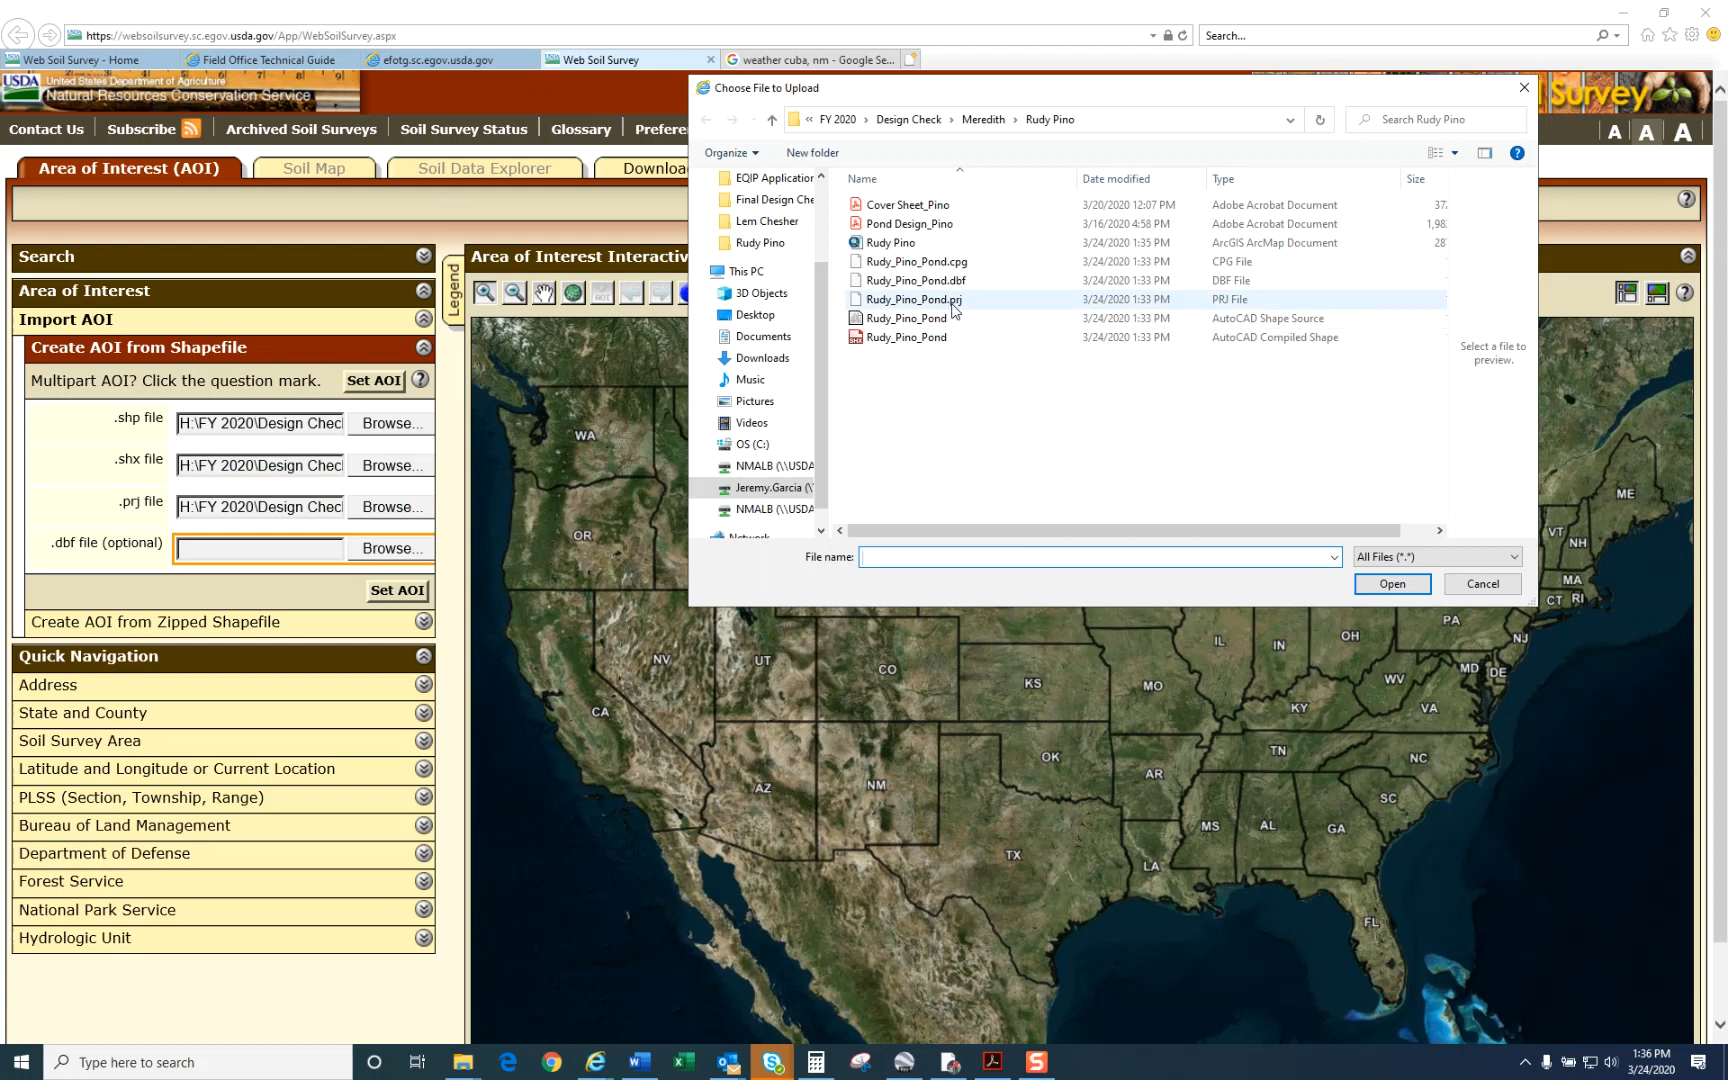 https://websoilsurvey.sc.egov.usda.gov/App/WebSoilSurvey.aspx
Search...
Web Soil Survey - Home
Field Office Technical Guide
efotg.sc.egov.usda.gov
Web Soil Survey
weather cuba, nm - Google Se...
USDA
United States Department of Agriculture
Natural Resources Conservation Service
Survey
Contact Us
Subscribe
Archived Soil Surveys
Soil Survey Status
Glossary
Prefere
A A A
Area of Interest (AOI)
Soil Map
Soil Data Explorer
Downloa
Search
Area of Interest
Import AOI
Create AOI from Shapefile
Multipart AOI? Click the question mark.
Set AOI
.shp file
H:\FY 2020\Design Chec
Browse...
.shx file
H:\FY 2020\Design Chec
Browse...
.prj file
H:\FY 2020\Design Chec
Browse...
.dbf file (optional)
Browse...
Set AOI
Create AOI from Zipped Shapefile
Quick Navigation
Address
State and County
Soil Survey Area
Latitude and Longitude or Current Location
PLSS (Section, Township, Range)
Bureau of Land Management
Department of Defense
Forest Service
National Park Service
Hydrologic Unit
Legend
Area of Interest Interactiv
AOI
Choose File to Upload
« FY 2020 › Design Check › Meredith › Rudy Pino
Search Rudy Pino
Organize
New folder
EQIP Application
Final Design Che
Lem Chesher
Rudy Pino
This PC
3D Objects
Desktop
Documents
Downloads
Music
Pictures
Videos
OS (C:)
NMALB (\\USDA
Jeremy.Garcia (\
NMALB (\\USDA
Network
Name Date modified Type Size
Cover Sheet_Pino 3/20/2020 12:07 PM Adobe Acrobat Document 37
Pond Design_Pino 3/16/2020 4:58 PM Adobe Acrobat Document 1,98
Rudy Pino 3/24/2020 1:35 PM ArcGIS ArcMap Document 28
Rudy_Pino_Pond.cpg 3/24/2020 1:33 PM CPG File
Rudy_Pino_Pond.dbf 3/24/2020 1:33 PM DBF File
Rudy_Pino_Pond.prj 3/24/2020 1:33 PM PRJ File
Rudy_Pino_Pond 3/24/2020 1:33 PM AutoCAD Shape Source
Rudy_Pino_Pond 3/24/2020 1:33 PM AutoCAD Compiled Shape
Select a file to
preview.
File name:
All Files (*.*)
Open
Cancel
WA
OR
ME
VT
NH
MA
CT RI
PA
NJ
NV
UT
CO
KS
MO
IL
IN
OH
MD DE
WV
KY
VA
CA
AZ
NM
OK
AR
TN
NC
SC
MS AL GA
TX
LA
FL
Type here to search
1:36 PM
3/24/2020